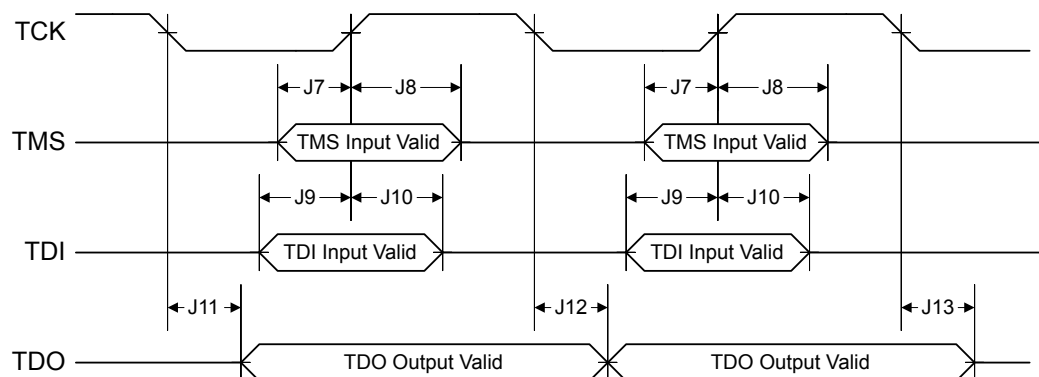 TCK
J7 J8 J7 J8
TMS TMS Input Valid TMS Input Valid
J9 J10 J9 J10
TDI TDI Input Valid TDI Input Valid
J11 J12 J13
TDO TDO Output Valid TDO Output Valid